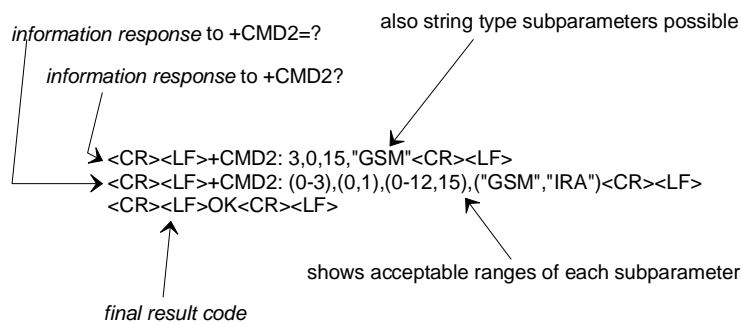 also string type subparameters possible
information response to +CMD2=?
information response to +CMD2?
<CR><LF>+CMD2: 3,0,15,"GSM"<CR><LF>
<CR><LF>+CMD2: (0-3),(0,1),(0-12,15),("GSM","IRA")<CR><LF>
<CR><LF>OK<CR><LF>
shows acceptable ranges of each subparameter
final result code